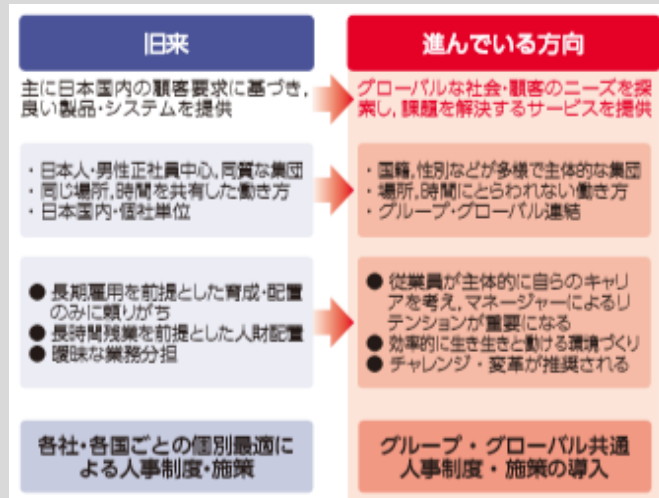 旧来
進んでいる方向
主に日本国内の顧客要求に基づき,
良い製品・システムを提供
グローバルな社会・顧客のニーズを探
索し,課題を解決するサービスを提供
・日本人・男性正社員中心,同質な集団
・同じ場所,時間を共有した働き方
・日本国内・個社単位
・国籍,性別などが多様で主体的な集団
・場所,時間にとらわれない働き方
・グループ・グローバル連結
● 長期雇用を前提とした育成・配置
のみに頼りがち
● 長時間残業を前提とした人財配置
● 曖昧な業務分担
● 従業員が主体的に自らのキャリ
アを考え,マネージャーによるリ
テンションが重要になる
● 効率的に生き生きと働ける環境づくり
● チャレンジ・変革が推奨される
各社・各国ごとの個別最適に
よる人事制度・施策
グループ・グローバル共通
人事制度・施策の導入